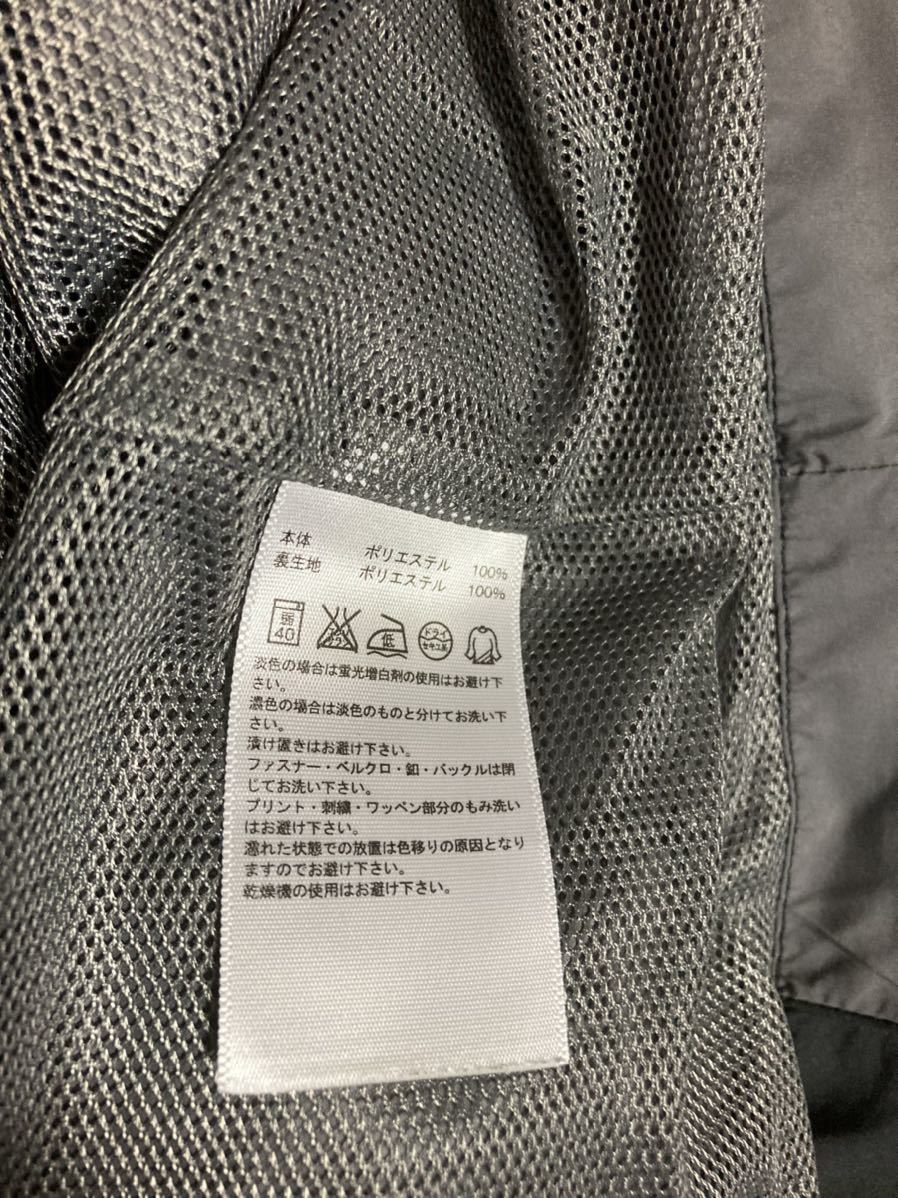 本体 ポリエステル 100%
裏生地 ポリエステル 100%
弱 40 低 ドライ
淡色の場合は蛍光増白剤の使用はお避け下
さい。
濃色の場合は淡色のものと分けてお洗い下
さい。
漬け置きはお避け下さい。
ファスナー・ベルクロ・釦・バックルは閉
じてお洗い下さい。
プリント・刺繍・ワッペン部分のもみ洗い
はお避け下さい。
濡れた状態での放置は色移りの原因となり
ますのでお避け下さい。
乾燥機の使用はお避け下さい。